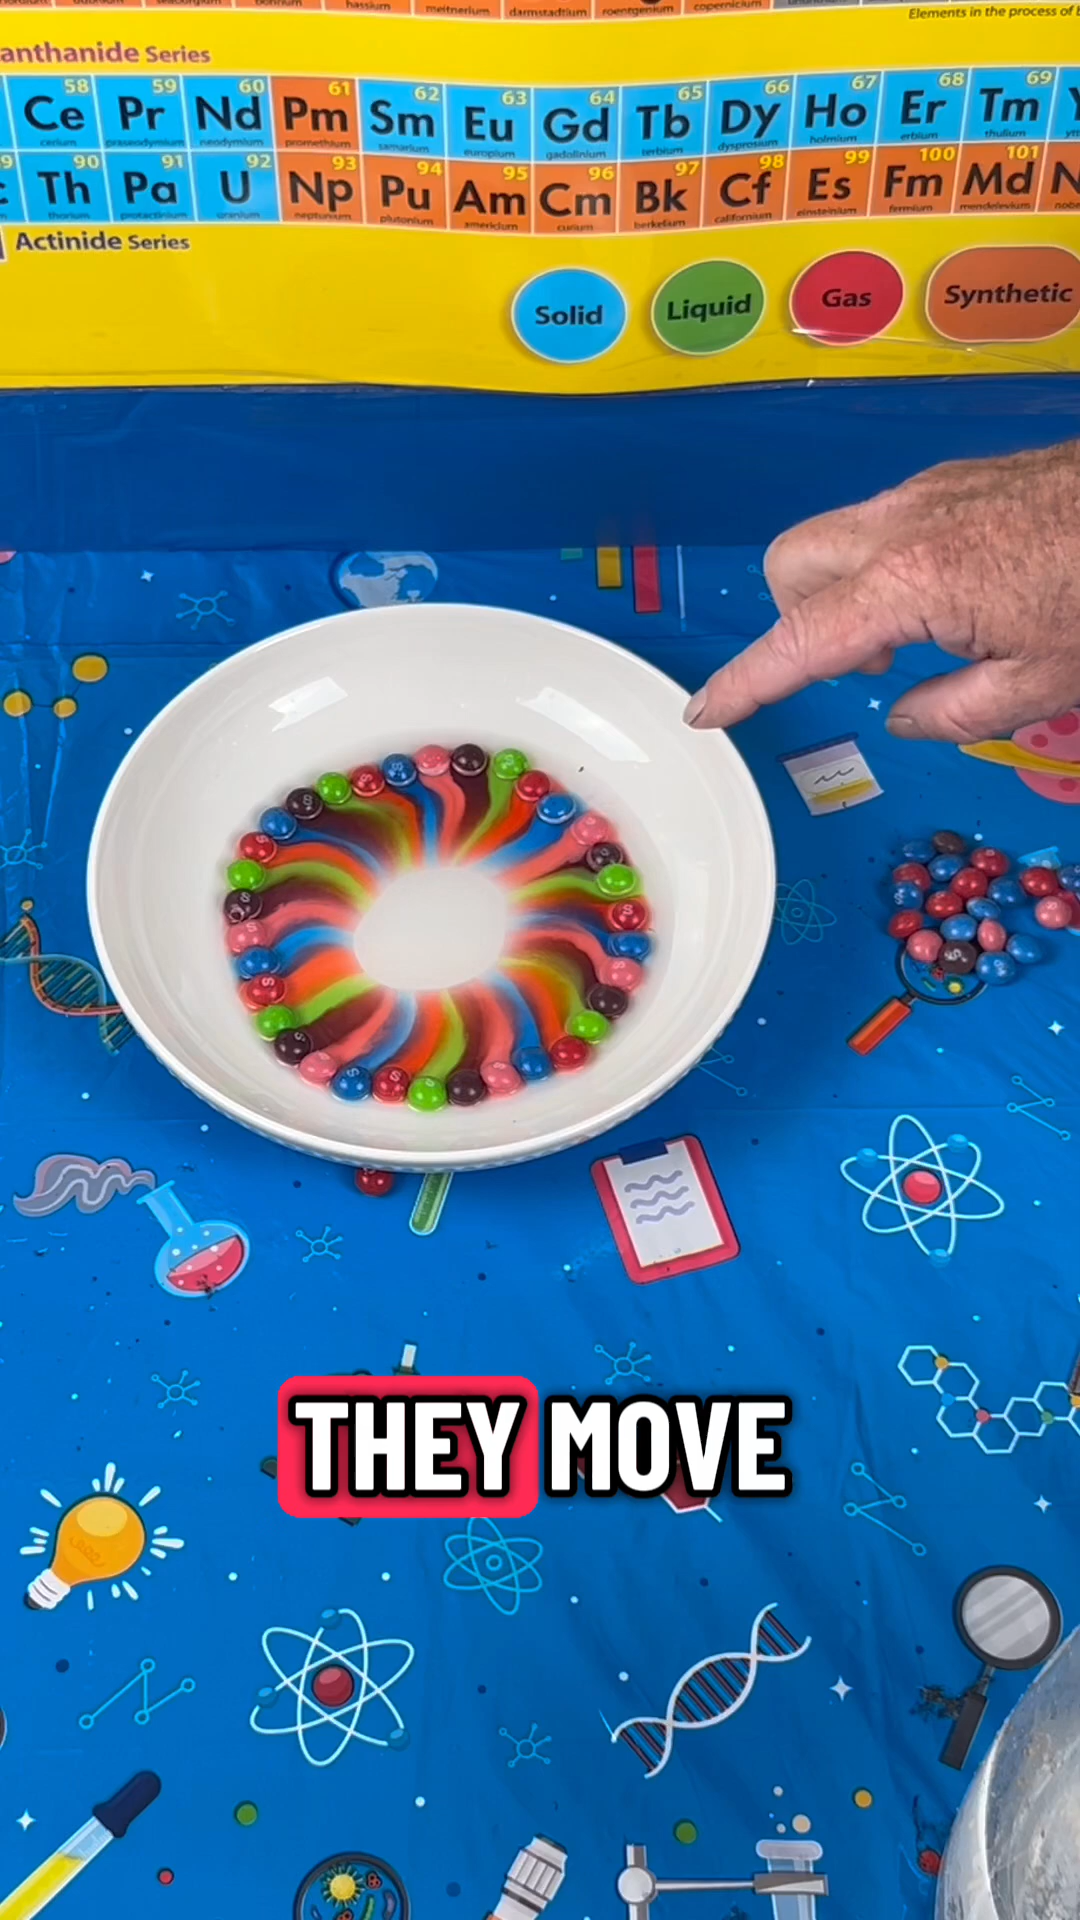 hassium meitnerium darmstadtium roentgenium copernicium
Elements in the process of
anthanide Series
58 59 60 61 62 63 64 65 66 67 68 69
Ce Pr Nd Pm Sm Eu Gd Tb Dy Ho Er Tm
cerium praseodymium neodymium promethium samarium europium gadolinium terbium dysprosium holmium erbium thulium
90 91 92 93 94 95 96 97 98 99 100 101
Th Pa U Np Pu Am Cm Bk Cf Es Fm Md N
thorium protactinium uranium neptunium plutonium americium curium berkelium californium einsteinium fermium mendelevium
Actinide Series
Solid Liquid Gas Synthetic
THEY MOVE